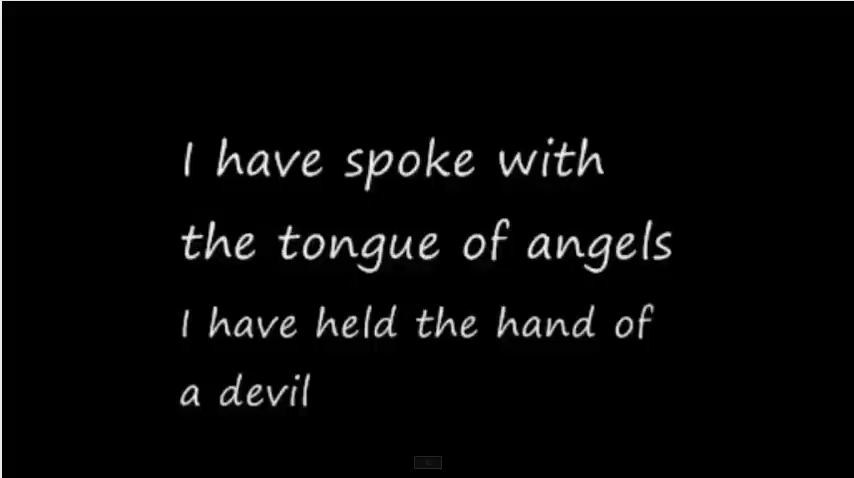 I have spoke with
the tongue of angels
I have held the hand of
a devil